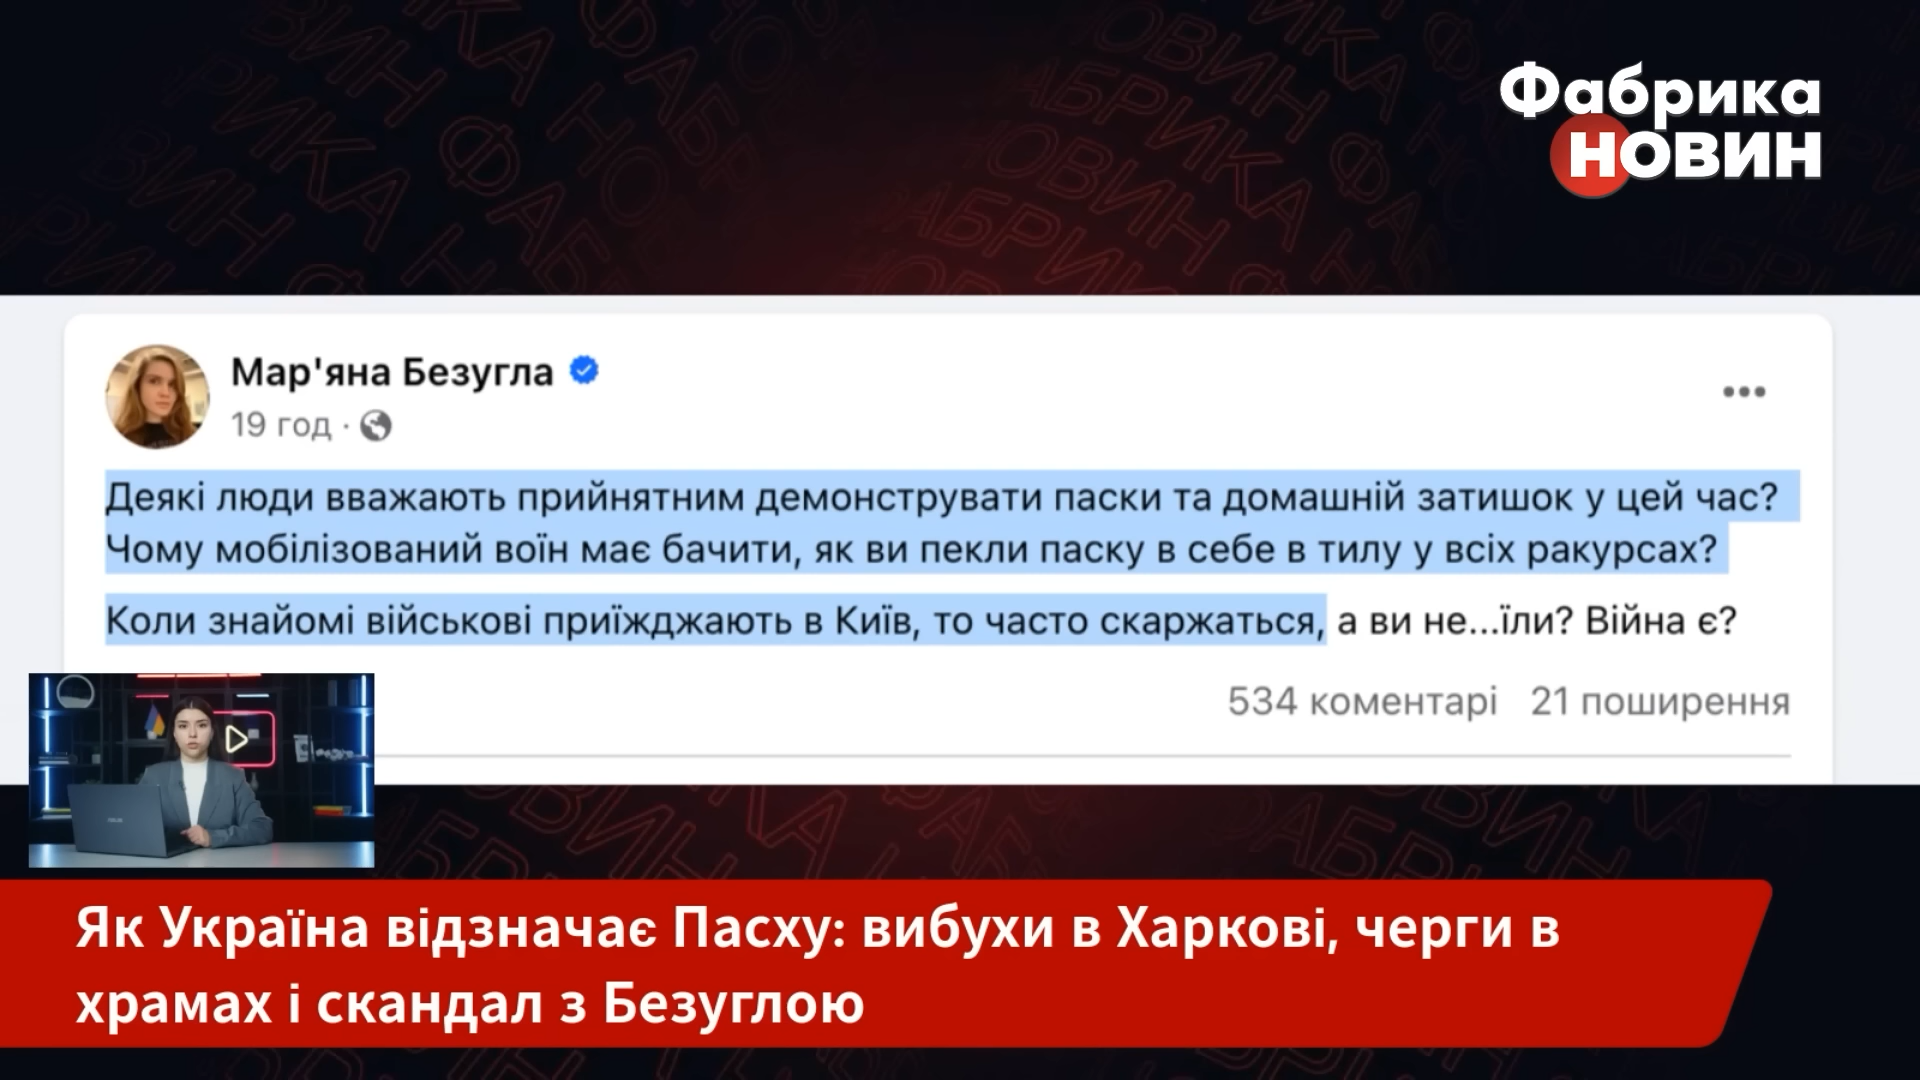 Фабрика
новин
Мар'яна Безугла
19 год ·
Деякі люди вважають прийнятним демонструвати паски та домашній затишок у цей час?
Чому мобілізований воїн має бачити, як ви пекли паску в себе в тилу у всіх ракурсах?
Коли знайомі військові приїжджають в Київ, то часто скаржаться, а ви не...їли? Війна є?
534 коментарі 21 поширення
Як Україна відзначає Пасху: вибухи в Харкові, черги в
храмах і скандал з Безуглою